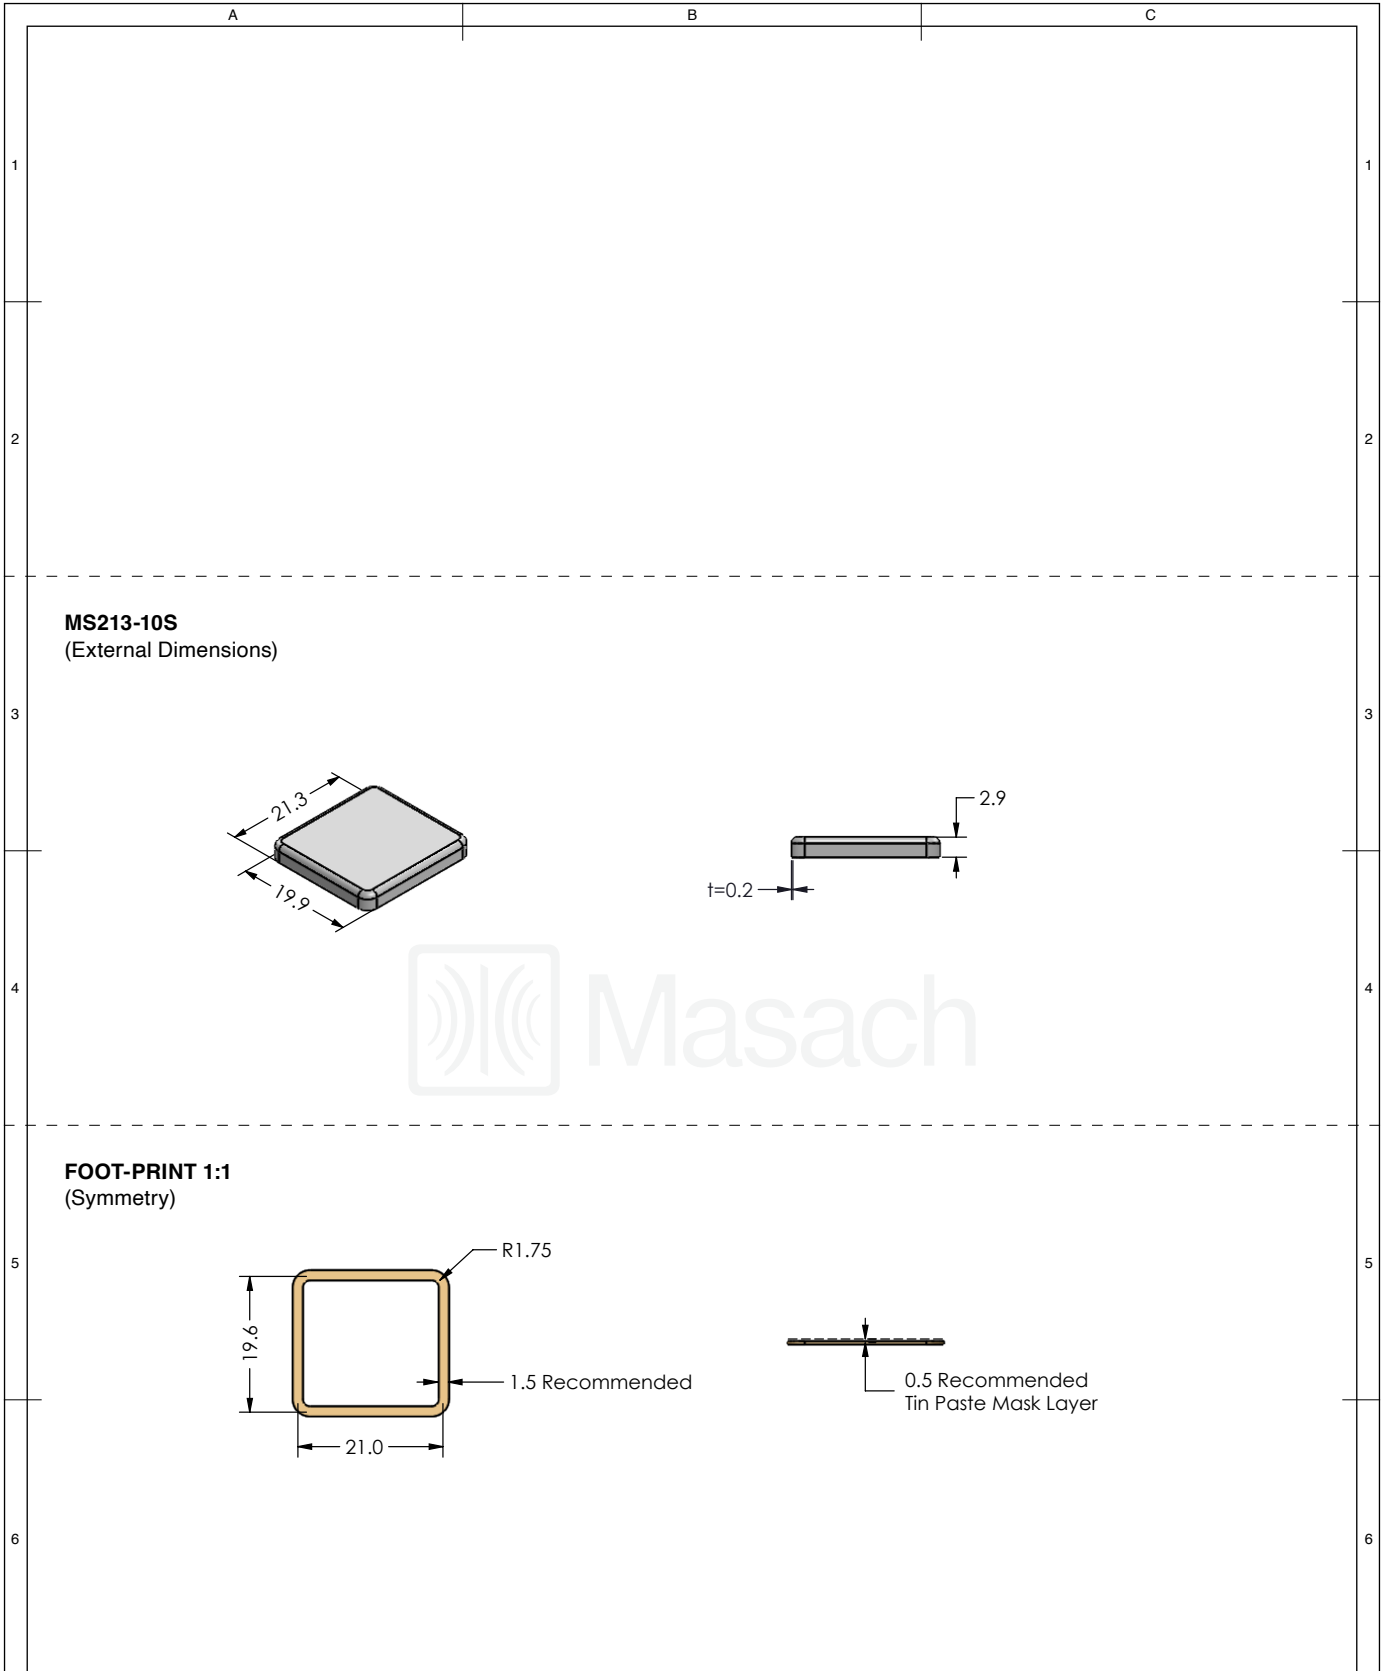 A B C
1 1
2 2
MS213-10S
(External Dimensions)
3 3
21.3
19.9
2.9
t=0.2
4 4
Masach
FOOT-PRINT 1:1
(Symmetry)
5 5
R1.75
19.6
1.5 Recommended
21.0
0.5 Recommended
Tin Paste Mask Layer
6 6